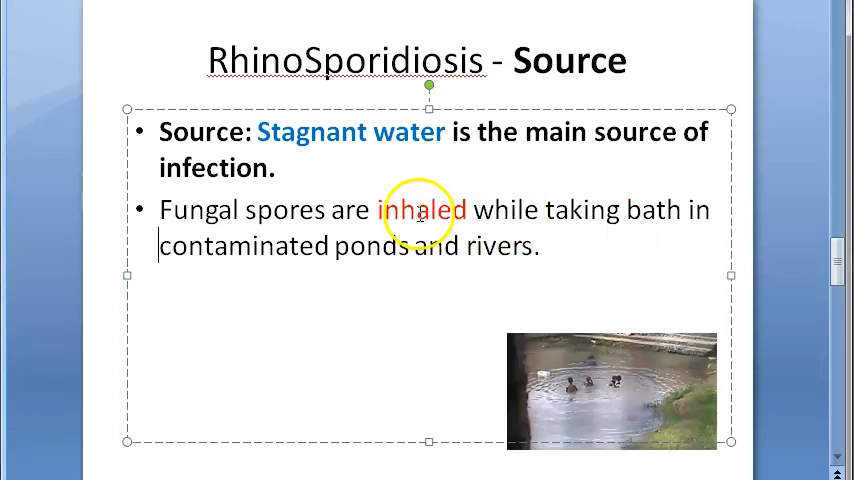 RhinoSporidiosis - Source
• Source: Stagnant water is the main source of
infection.
• Fungal spores are inhaled while taking bath in
contaminated ponds and rivers.